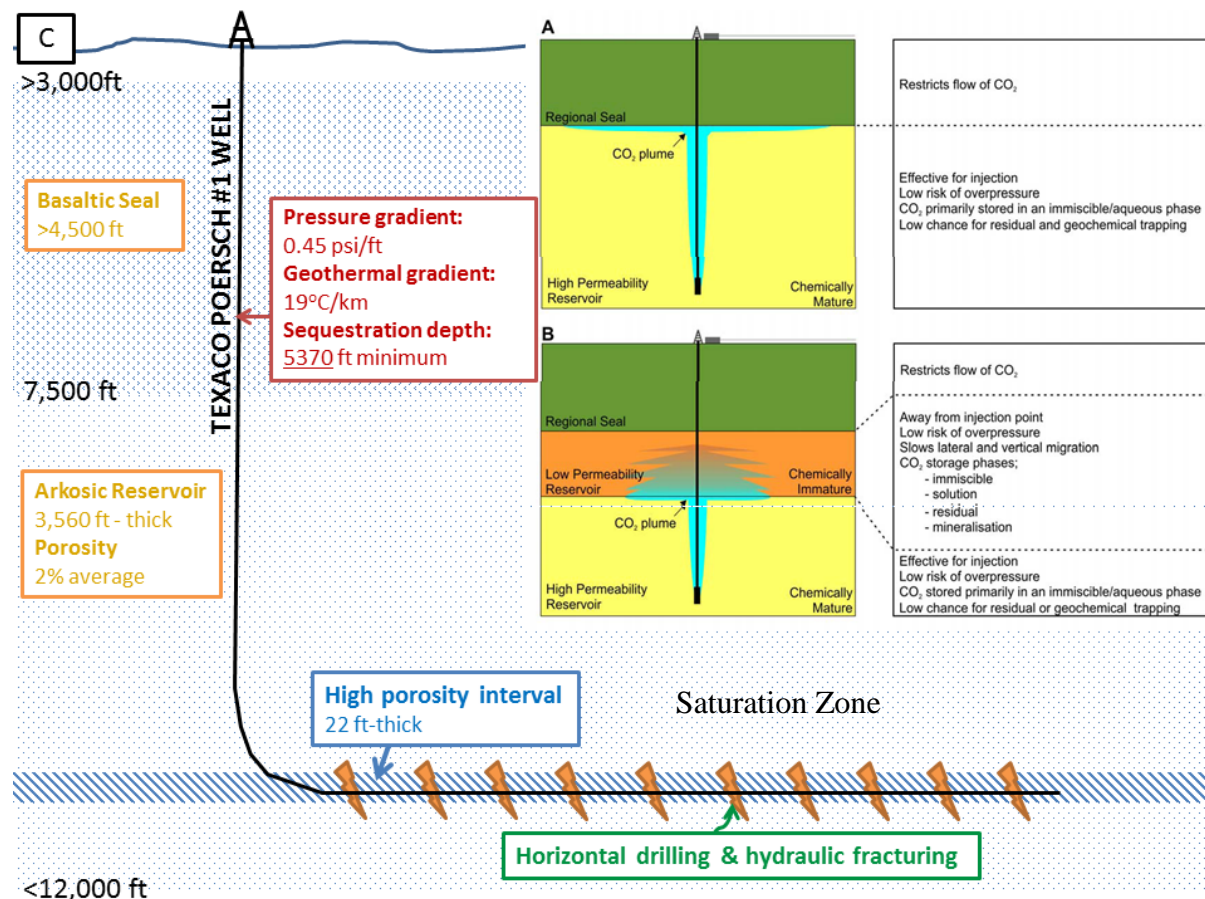 C
>3,000ft
TEXACO POERSCH #1 WELL
Basaltic Seal
>4,500 ft
Pressure gradient:
0.45 psi/ft
Geothermal gradient:
19°C/km
Sequestration depth:
5370 ft minimum
7,500 ft
Arkosic Reservoir
3,560 ft - thick
Porosity
2% average
High porosity interval
22 ft-thick
Saturation Zone
Horizontal drilling & hydraulic fracturing
<12,000 ft
A
Regional Seal
CO₂ plume
High Permeability
Reservoir
Chemically
Mature
Restricts flow of CO₂
Effective for injection
Low risk of overpressure
CO₂ primarily stored in an immiscible/aqueous phase
Low chance for residual and geochemical trapping
B
Regional Seal
Low Permeability
Reservoir
Chemically
Immature
CO₂ plume
High Permeability
Reservoir
Chemically
Mature
Restricts flow of CO₂
Away from injection point
Low risk of overpressure
Slows lateral and vertical migration
CO₂ storage phases;
- immiscible
- solution
- residual
- mineralisation
Effective for injection
Low risk of overpressure
CO₂ stored primarily in an immiscible/aqueous phase
Low chance for residual or geochemical trapping